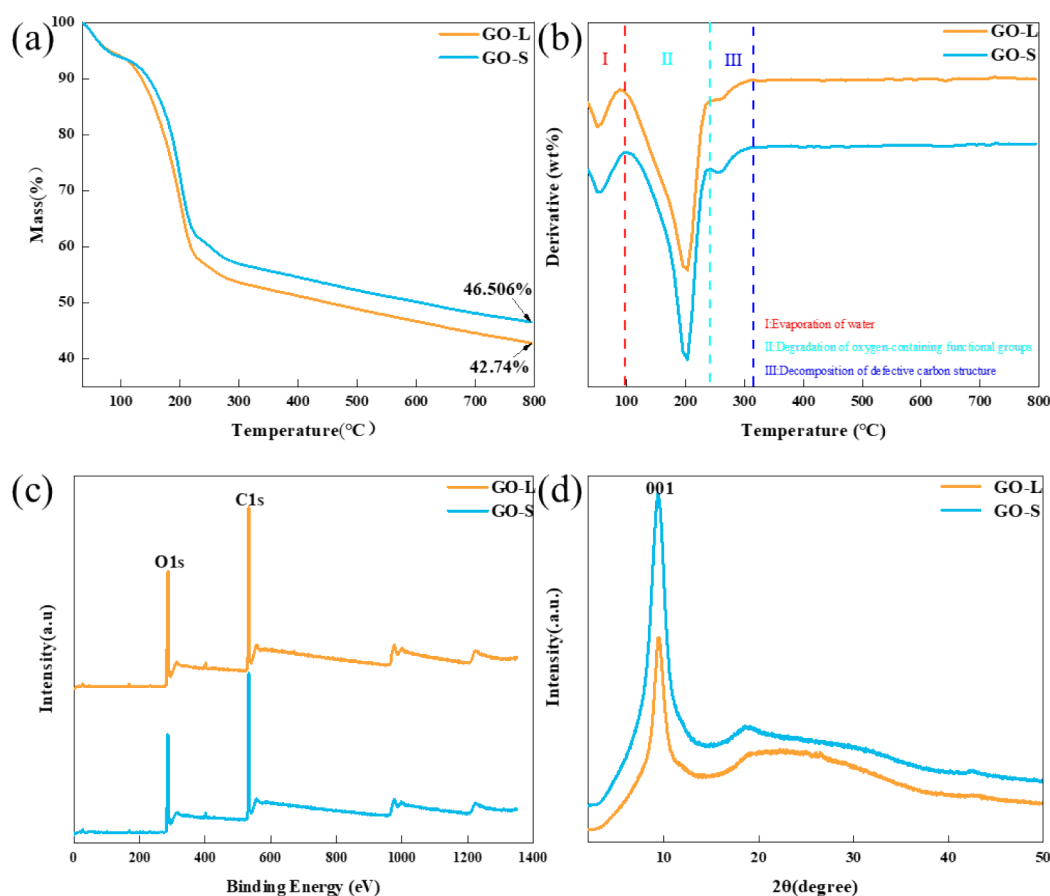 (a)
GO-L
GO-S
100
90
80
70
60
50
40
Mass(%)
46.506%
42.74%
100 200 300 400 500 600 700 800
Temperature(°C)
(b)
I
II
III
GO-L
GO-S
Derivative (wt%)
I:Evaporation of water
II:Degradation of oxygen-containing functional groups
III:Decomposition of defective carbon structure
100 200 300 400 500 600 700 800
Temperature (°C)
(c)
C1s
O1s
GO-L
GO-S
Intensity(a.u)
0 200 400 600 800 1000 1200 1400
Binding Energy (eV)
(d)
001
GO-L
GO-S
Intensity(.a.u.)
10 20 30 40 50
2θ(degree)